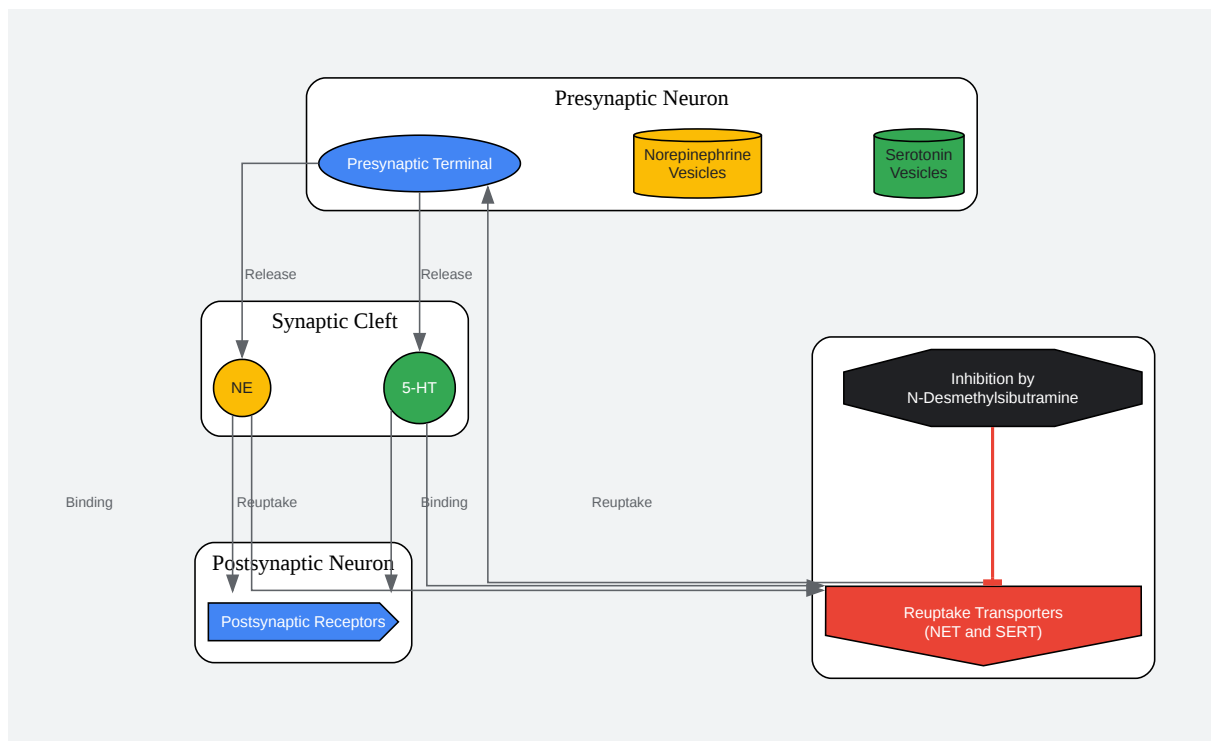 Presynaptic Neuron
Presynaptic Terminal
Norepinephrine
Vesicles
Serotonin
Vesicles
Release
Release
Synaptic Cleft
NE
5-HT
Inhibition by
N-Desmethylsibutramine
Binding
Reuptake
Binding
Reuptake
Postsynaptic Neuron
Postsynaptic Receptors
Reuptake Transporters
(NET and SERT)